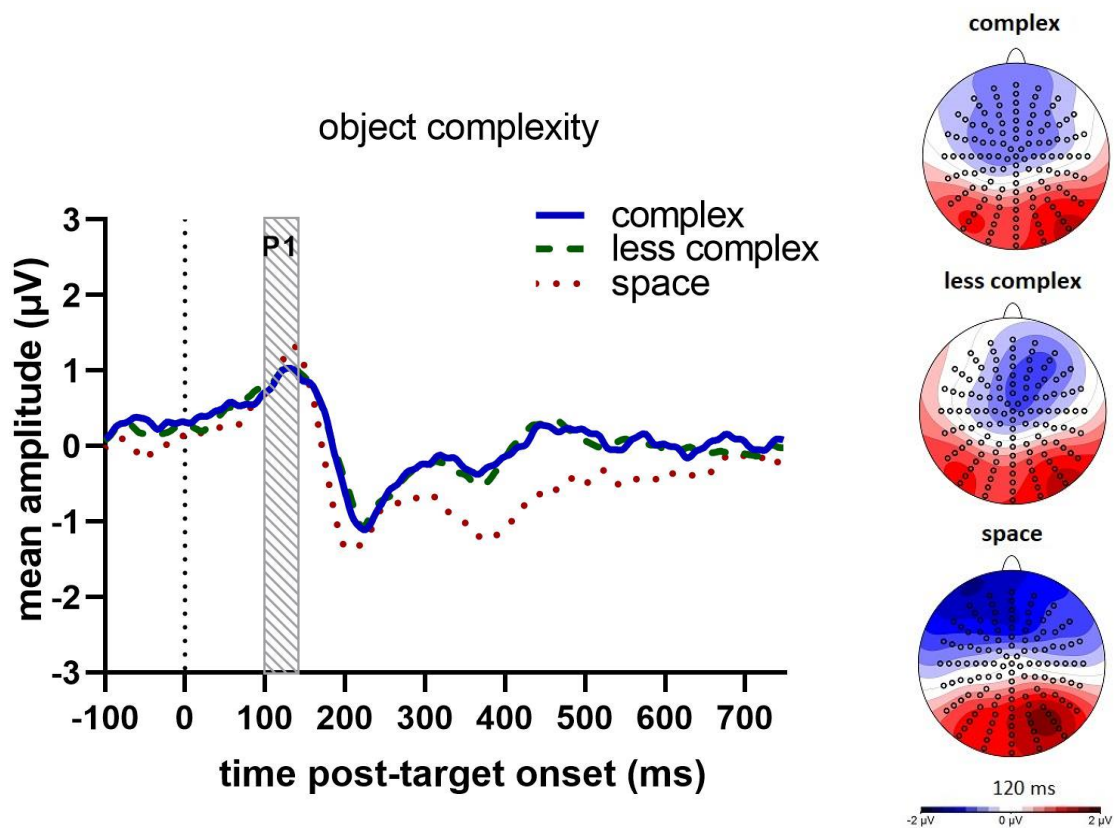 object complexity
complex
less complex
space
P1
mean amplitude (µV)
3
2
1
0
-1
-2
-3
-100 0 100 200 300 400 500 600 700
time post-target onset (ms)
complex
less complex
space
120 ms
-2 µV 0 µV 2 µV